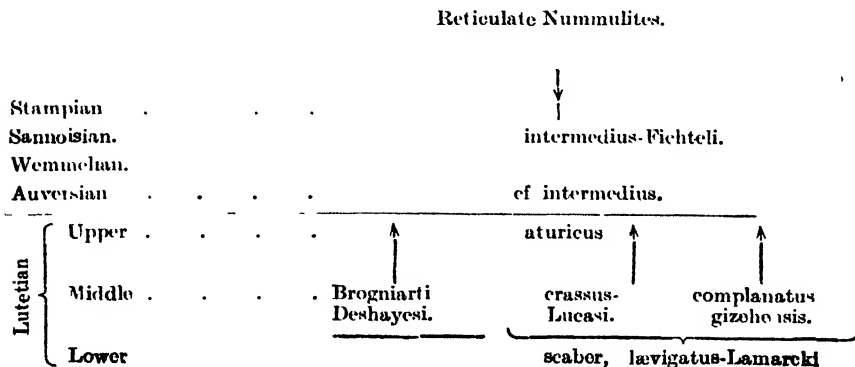 Reticulate Nummulites.
Stampian . . .
Sannoisian. intermedius-Fichteli.
Wemmelian.
Auversian . . . . cf intermedius.
Lutetian
Upper . . . . aturicus
Middle . . . . Brogniarti crassus- complanatus
Deshayesi. Lucasi. gizehensis.
Lower scaber, lævigatus-Lamarcki